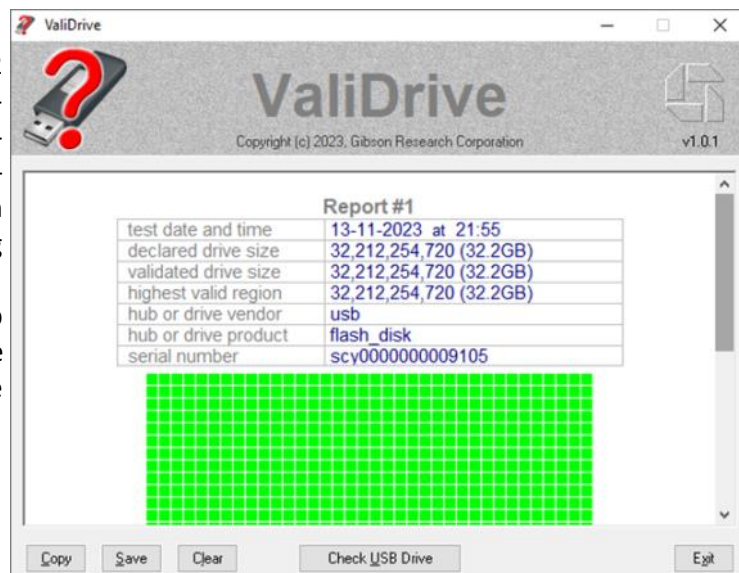 ValiDrive
ValiDrive
Copyright (c) 2023, Gibson Research Corporation
v1.0.1
Report #1
test date and time 13-11-2023 at 21:55
declared drive size 32,212,254,720 (32.2GB)
validated drive size 32,212,254,720 (32.2GB)
highest valid region 32,212,254,720 (32.2GB)
hub or drive vendor usb
hub or drive product flash_disk
serial number scy0000000009105
Copy Save Clear Check USB Drive Exit